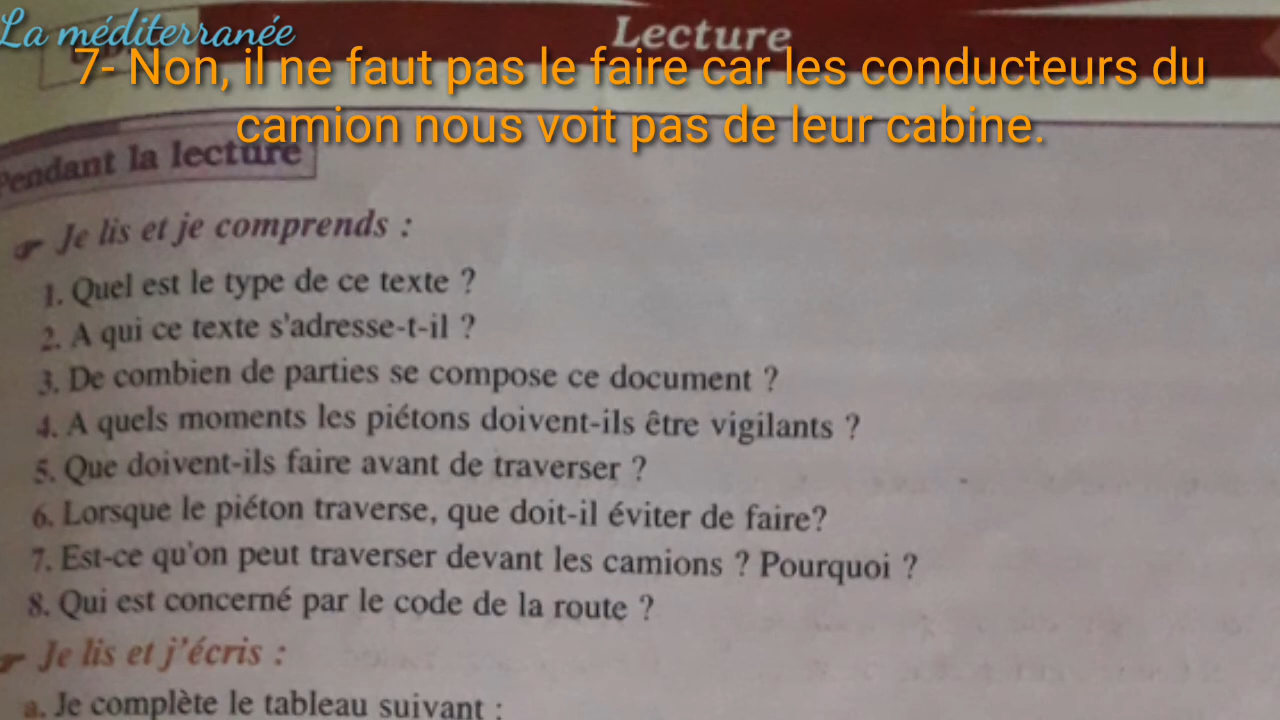 La méditerranée
Lecture
7- Non, il ne faut pas le faire car les conducteurs du
camion nous voit pas de leur cabine.
Pendant la lecture
Je lis et je comprends :
1. Quel est le type de ce texte ?
2. A qui ce texte s'adresse-t-il ?
3. De combien de parties se compose ce document ?
4. A quels moments les piétons doivent-ils être vigilants ?
5. Que doivent-ils faire avant de traverser ?
6. Lorsque le piéton traverse, que doit-il éviter de faire?
7. Est-ce qu'on peut traverser devant les camions ? Pourquoi ?
8. Qui est concerné par le code de la route ?
Je lis et j'écris :
a. Je complète le tableau suivant :